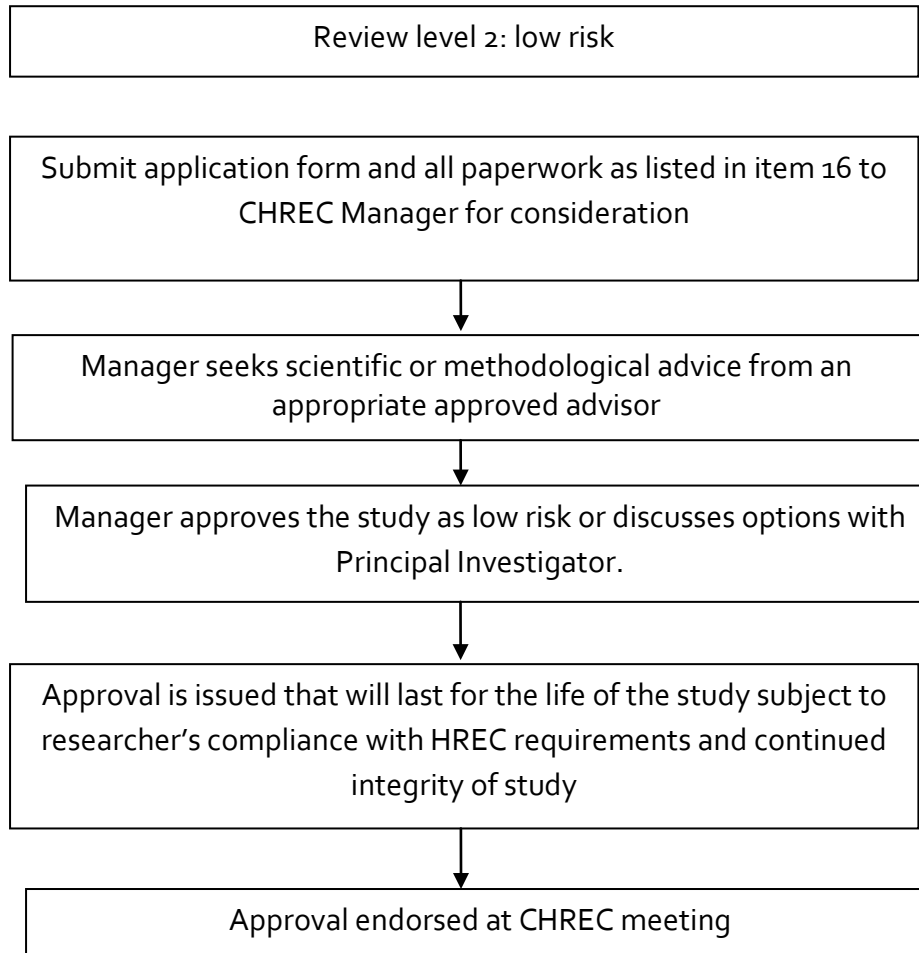 Review level 2: low risk
Submit application form and all paperwork as listed in item 16 to
CHREC Manager for consideration
Manager seeks scientific or methodological advice from an
appropriate approved advisor
Manager approves the study as low risk or discusses options with
Principal Investigator.
Approval is issued that will last for the life of the study subject to
researcher’s compliance with HREC requirements and continued
integrity of study
Approval endorsed at CHREC meeting